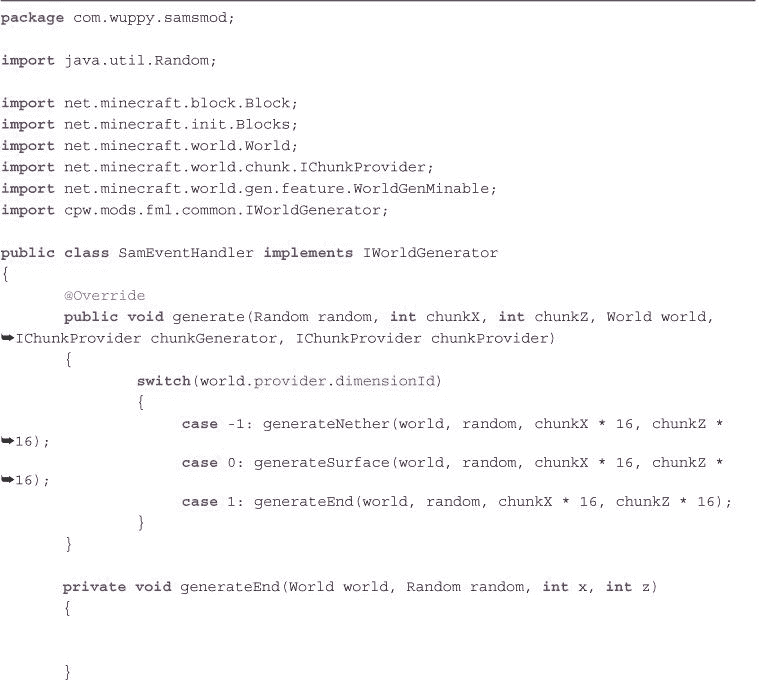 package com.wuppy.samsmod;
import java.util.Random;
import net.minecraft.block.Block;
import net.minecraft.init.Blocks;
import net.minecraft.world.World;
import net.minecraft.world.chunk.IChunkProvider;
import net.minecraft.world.gen.feature.WorldGenMinable;
import cpw.mods.fml.common.IWorldGenerator;
public class SamEventHandler implements IWorldGenerator
{
@Override
public void generate(Random random, int chunkX, int chunkZ, World world,
➥IChunkProvider chunkGenerator, IChunkProvider chunkProvider)
{
switch(world.provider.dimensionId)
{
case -1: generateNether(world, random, chunkX * 16, chunkZ *
➥16);
case 0: generateSurface(world, random, chunkX * 16, chunkZ *
➥16);
case 1: generateEnd(world, random, chunkX * 16, chunkZ * 16);
}
}
private void generateEnd(World world, Random random, int x, int z)
{
}